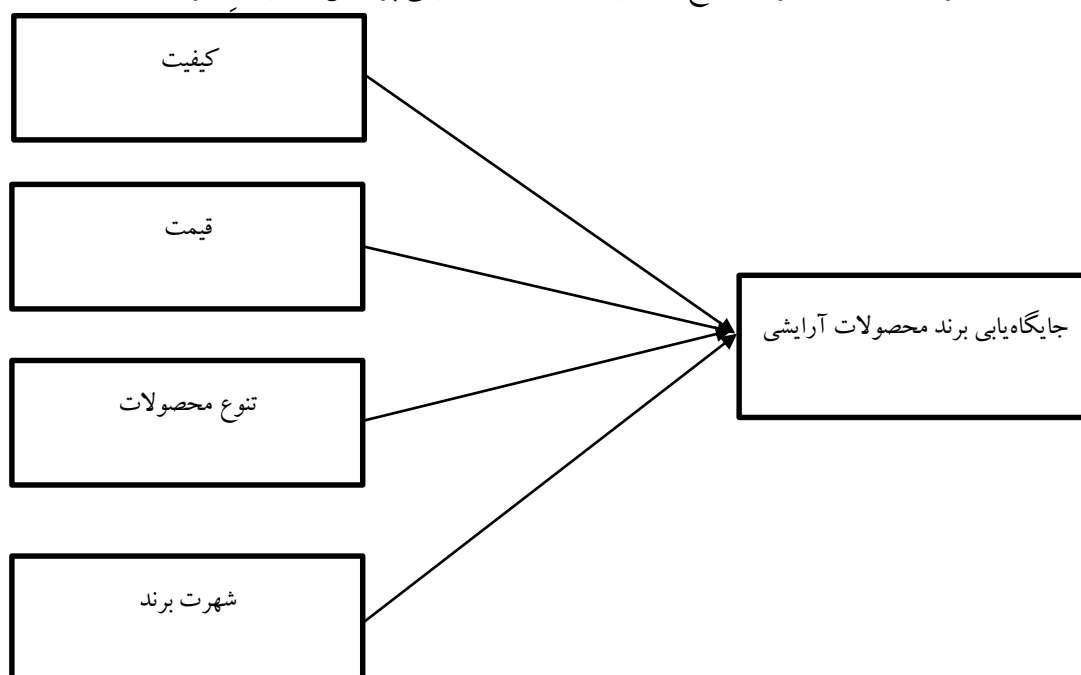 کیفیت
قیمت
تنوع محصولات
شهرت برند
جایگاه‌یابی برند محصولات آرایشی